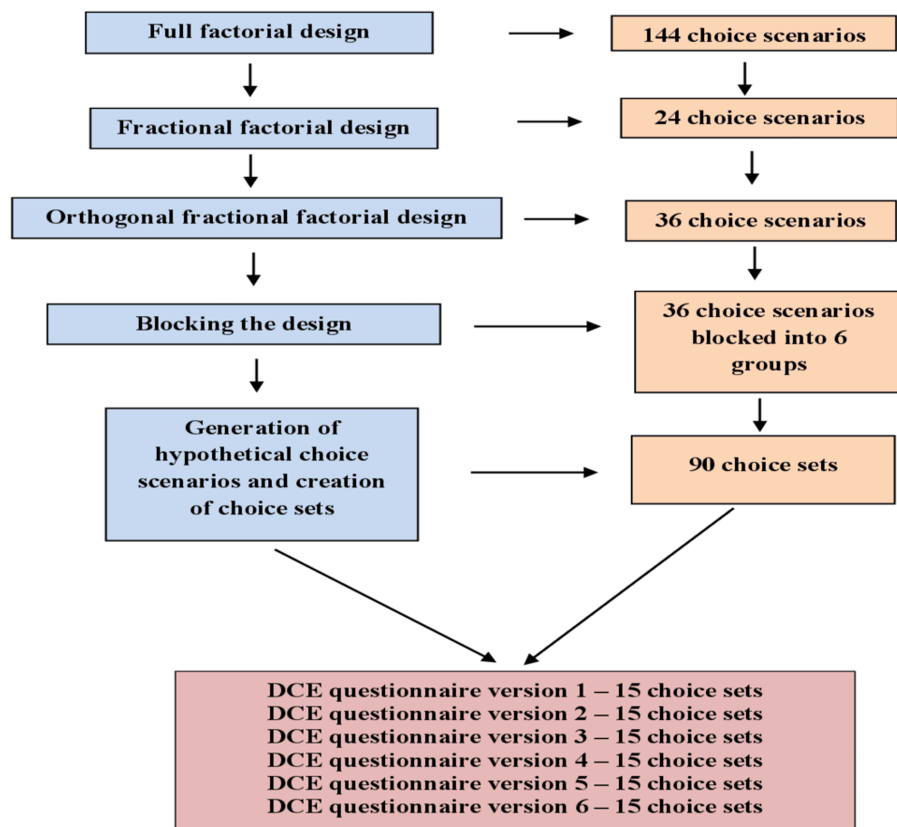 Full factorial design
144 choice scenarios
Fractional factorial design
24 choice scenarios
Orthogonal fractional factorial design
36 choice scenarios
Blocking the design
36 choice scenarios
blocked into 6
groups
Generation of
hypothetical choice
scenarios and creation
of choice sets
90 choice sets
DCE questionnaire version 1 – 15 choice sets
DCE questionnaire version 2 – 15 choice sets
DCE questionnaire version 3 – 15 choice sets
DCE questionnaire version 4 – 15 choice sets
DCE questionnaire version 5 – 15 choice sets
DCE questionnaire version 6 – 15 choice sets